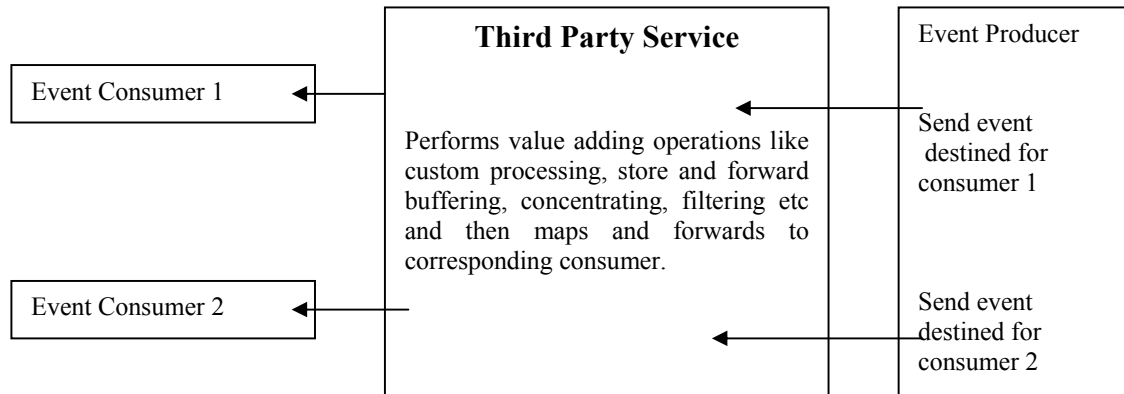 Event Consumer 1
Event Consumer 2
Third Party Service
Performs value adding operations like
custom processing, store and forward
buffering, concentrating, filtering etc
and then maps and forwards to
corresponding consumer.
Event Producer
Send event
destined for
consumer 1
Send event
destined for
consumer 2